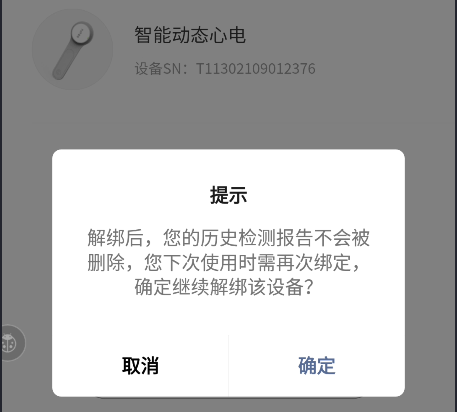 智能动态心电
设备SN：T11302109012376
提示
解绑后，您的历史检测报告不会被
删除，您下次使用时需再次绑定，
确定继续解绑该设备？
取消
确定